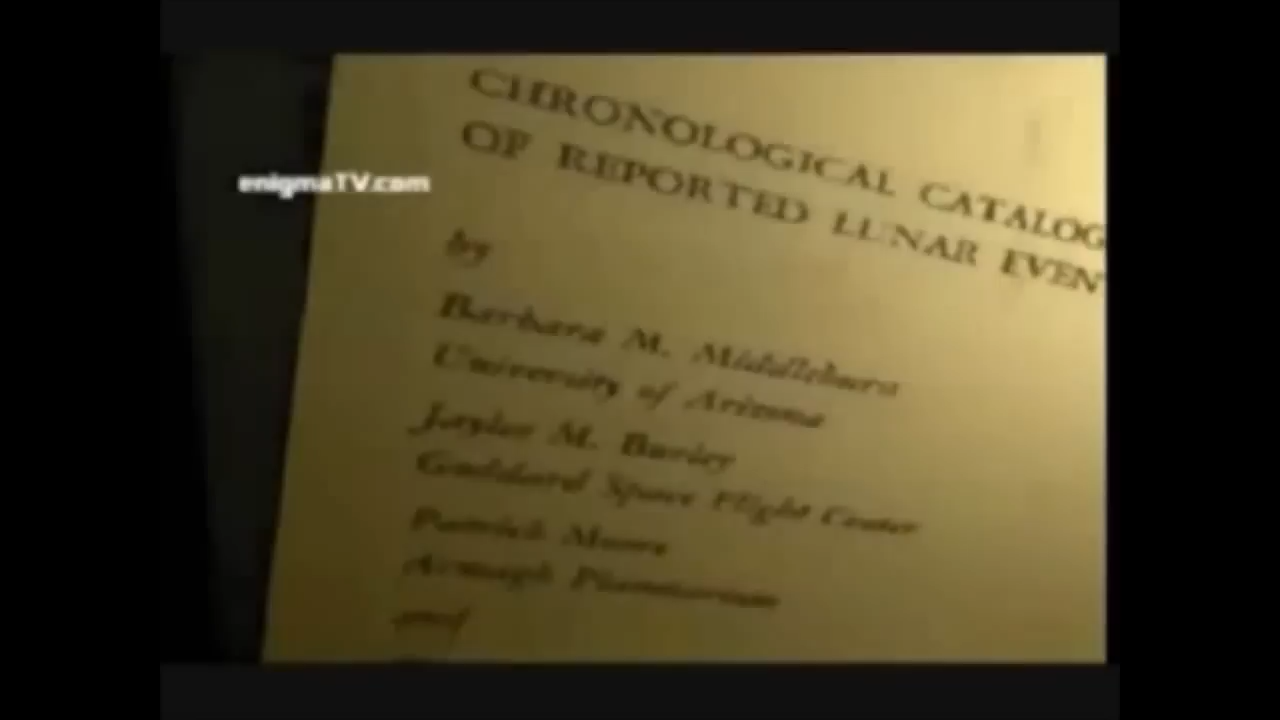 CHRONOLOGICAL CATALOG
OF REPORTED LUNAR EVEN
enigmaTV.com
by
Barbara M. Middlehurs
University of Arizona
Jaylee M. Burley
Goddard Space Flight Center
Patrick Moore
Armagh Planetarium
and